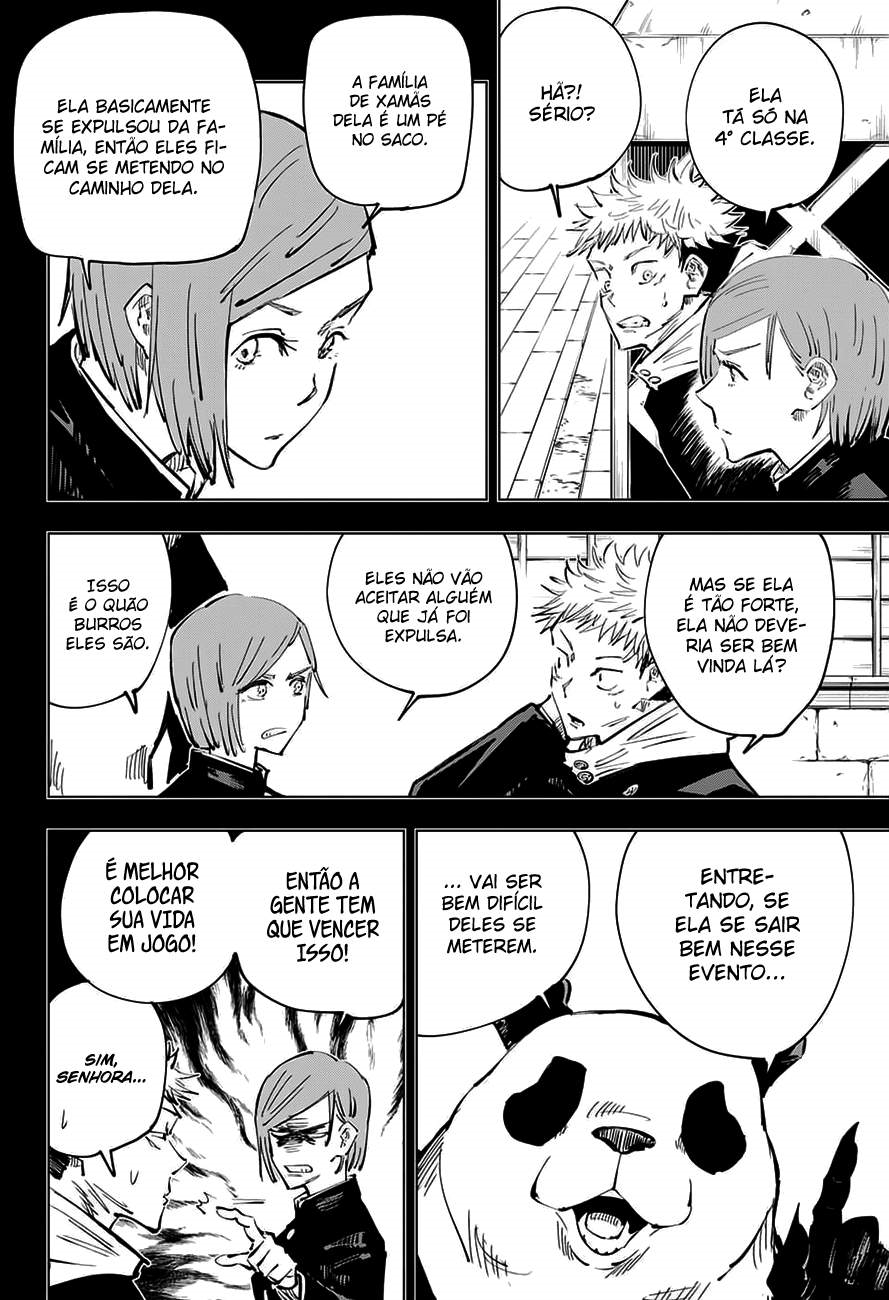 ELA
TÁ SÓ NA
4° CLASSE.
HÃ?!
SÉRIO?
A FAMÍLIA
DE XAMÃS
DELA É UM PÉ
NO SACO.
ELA BASICAMENTE
SE EXPULSOU DA FA-
MÍLIA, ENTÃO ELES FI-
CAM SE METENDO NO
CAMINHO DELA.
MAS SE ELA
É TÃO FORTE,
ELA NÃO DEVE-
RIA SER BEM
VINDA LÁ?
ELES NÃO VÃO
ACEITAR ALGUÉM
QUE JÁ FOI
EXPULSA.
ISSO
É O QUÃO
BURROS
ELES SÃO.
ENTRE-
TANDO, SE
ELA SE SAIR
BEM NESSE
EVENTO...
... VAI SER
BEM DIFÍCIL
DELES SE
METEREM.
ENTÃO A
GENTE TEM
QUE VENCER
ISSO!
É MELHOR
COLOCAR
SUA VIDA
EM JOGO!
SIM,
SENHORA...